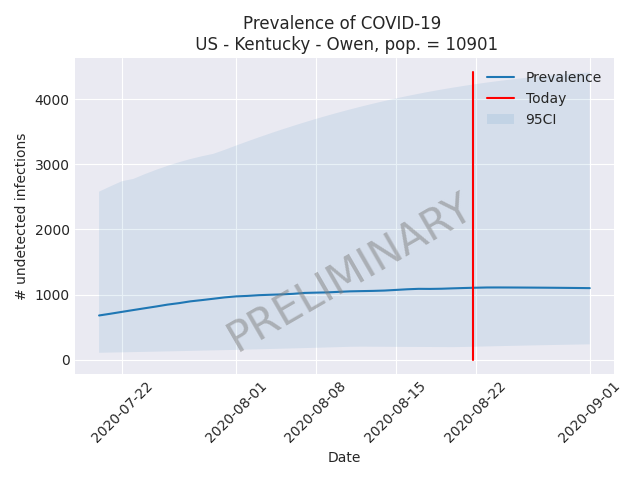 Prevalence of COVID-19
US - Kentucky - Owen, pop. = 10901
# undetected infections
4000
3000
2000
1000
0
Prevalence
Today
95CI
PRELIMINARY
2020-07-22
2020-08-01
2020-08-08
2020-08-15
2020-08-22
2020-09-01
Date